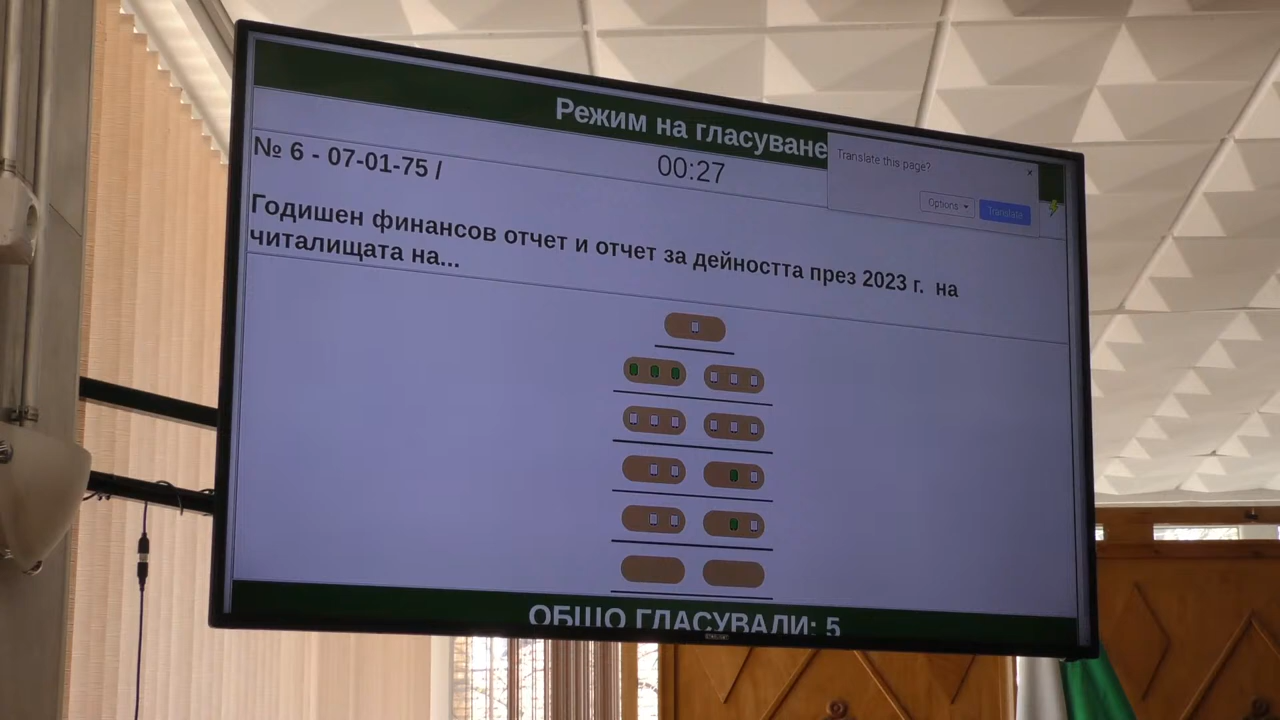 Режим на гласуване
№ 6 - 07-01-75 /
00:27
Translate this page?
×
Options
Translate
Годишен финансов отчет и отчет за дейността през 2023 г. на
читалищата на...
ОБЩО ГЛАСУВАЛИ: 5